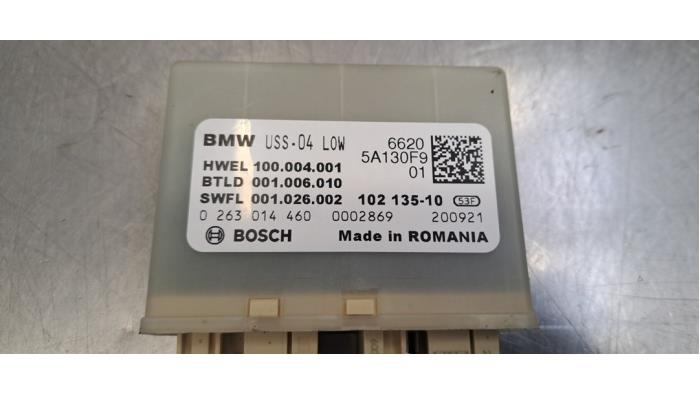 BMW USS-04 LOW 6620
5A130F9
HWEL 100.004.001 01
BTLD 001.006.010
SWFL 001.026.002 102 135-10 53F
0 263 014 460 0002869 200921
BOSCH Made in ROMANIA